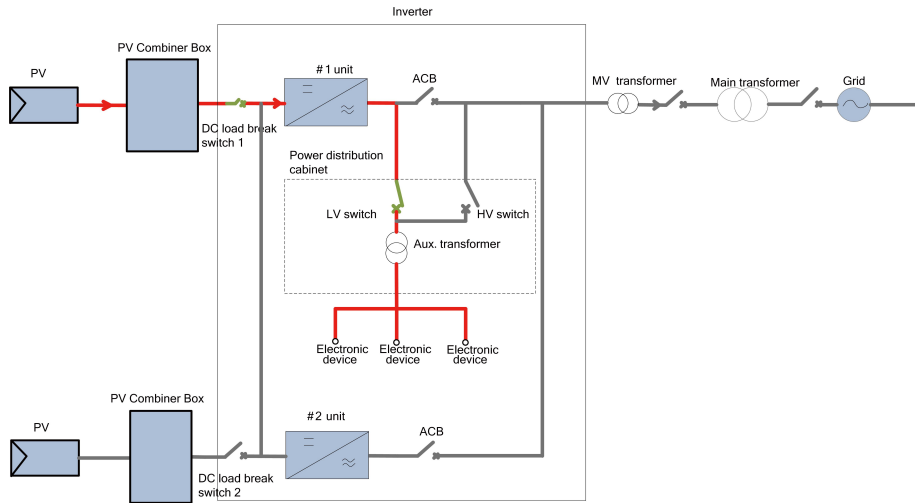 Inverter
PV
PV Combiner Box
#1 unit
ACB
MV transformer
Main transformer
Grid
DC load break
switch 1
Power distribution
cabinet
LV switch
HV switch
Aux. transformer
Electronic
device
Electronic
device
Electronic
device
PV
PV Combiner Box
#2 unit
ACB
DC load break
switch 2